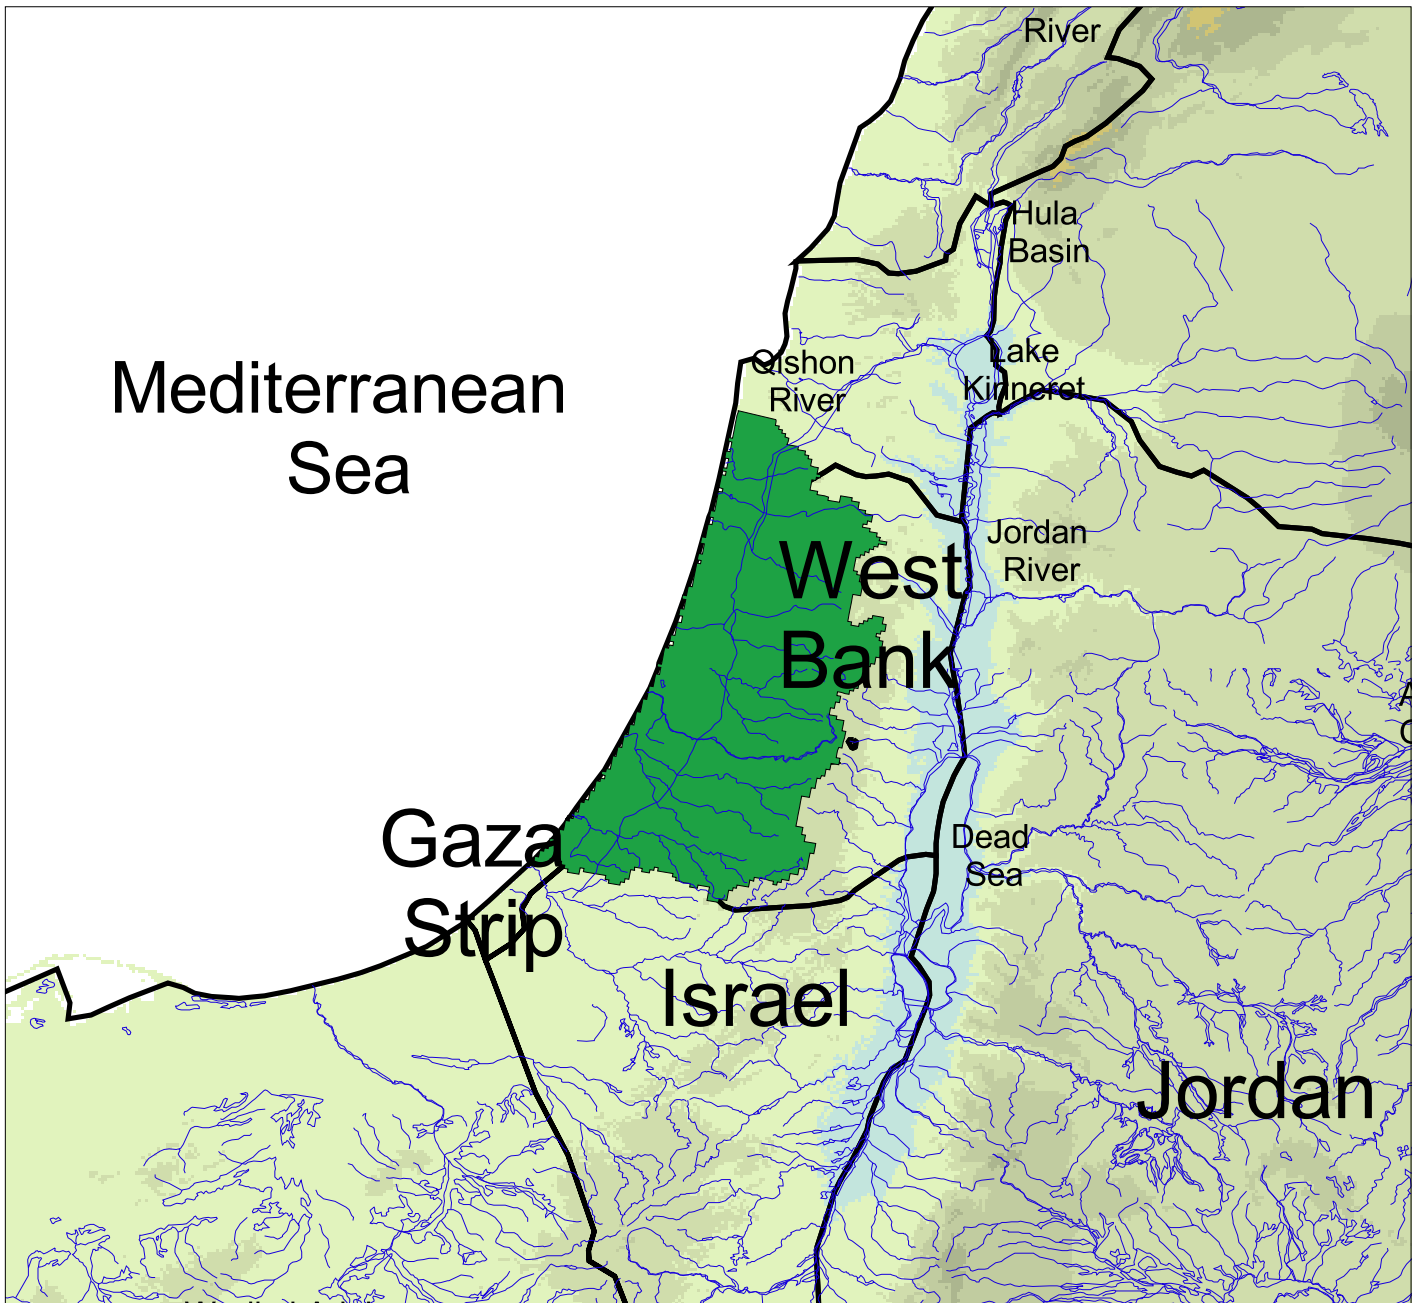 River
Hula
Basin
Mediterranean
Sea
Qishon
River
Lake
Kinneret
Jordan
River
West
Bank
Gaza
Strip
Dead
Sea
Israel
Jordan